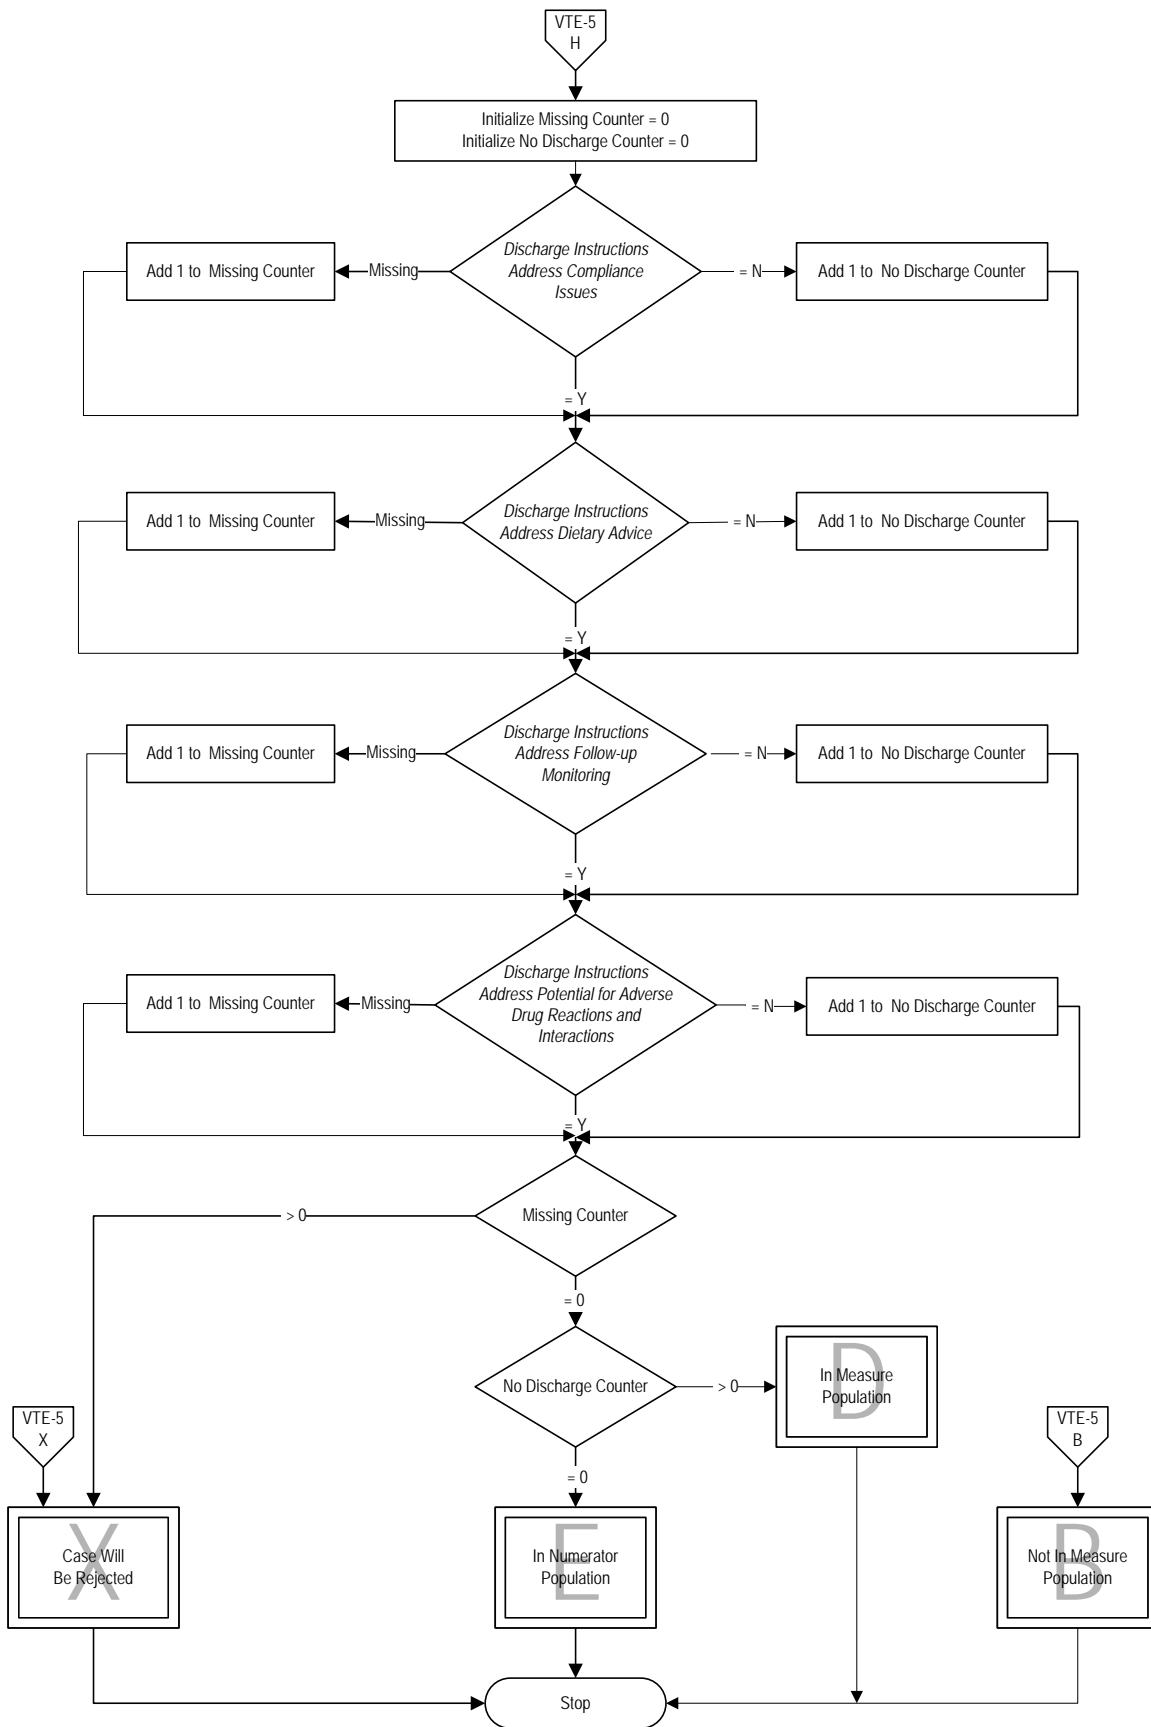 VTE-5
H
Initialize Missing Counter = 0
Initialize No Discharge Counter = 0
Discharge Instructions
Address Compliance
Issues
Add 1 to Missing Counter
Missing
= N
Add 1 to No Discharge Counter
= Y
Discharge Instructions
Address Dietary Advice
Add 1 to Missing Counter
Missing
= N
Add 1 to No Discharge Counter
= Y
Discharge Instructions
Address Follow-up
Monitoring
Add 1 to Missing Counter
Missing
= N
Add 1 to No Discharge Counter
= Y
Discharge Instructions
Address Potential for Adverse
Drug Reactions and
Interactions
Add 1 to Missing Counter
Missing
= N
Add 1 to No Discharge Counter
= Y
Missing Counter
> 0
= 0
No Discharge Counter
> 0
D
In Measure
Population
= 0
VTE-5
X
VTE-5
B
X
Case Will
Be Rejected
E
In Numerator
Population
B
Not In Measure
Population
Stop